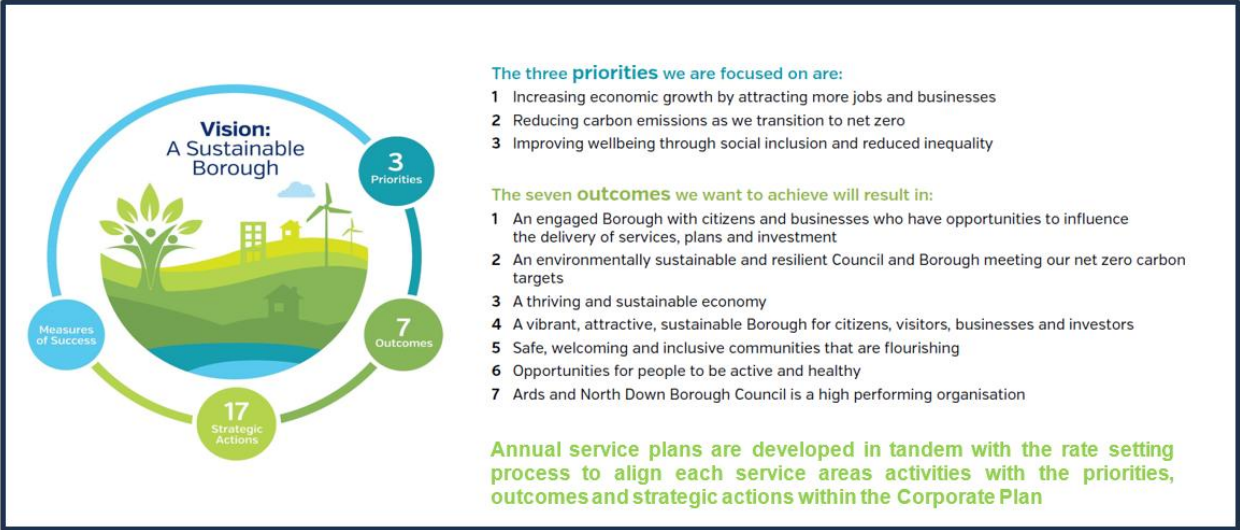 Vision:
A Sustainable
Borough
3
Priorities
7
Outcomes
17
Strategic
Actions
Measures
of Success
The three priorities we are focused on are:
1 Increasing economic growth by attracting more jobs and businesses
2 Reducing carbon emissions as we transition to net zero
3 Improving wellbeing through social inclusion and reduced inequality
The seven outcomes we want to achieve will result in:
1 An engaged Borough with citizens and businesses who have opportunities to influence
the delivery of services, plans and investment
2 An environmentally sustainable and resilient Council and Borough meeting our net zero carbon
targets
3 A thriving and sustainable economy
4 A vibrant, attractive, sustainable Borough for citizens, visitors, businesses and investors
5 Safe, welcoming and inclusive communities that are flourishing
6 Opportunities for people to be active and healthy
7 Ards and North Down Borough Council is a high performing organisation
Annual service plans are developed in tandem with the rate setting
process to align each service areas activities with the priorities,
outcomes and strategic actions within the Corporate Plan